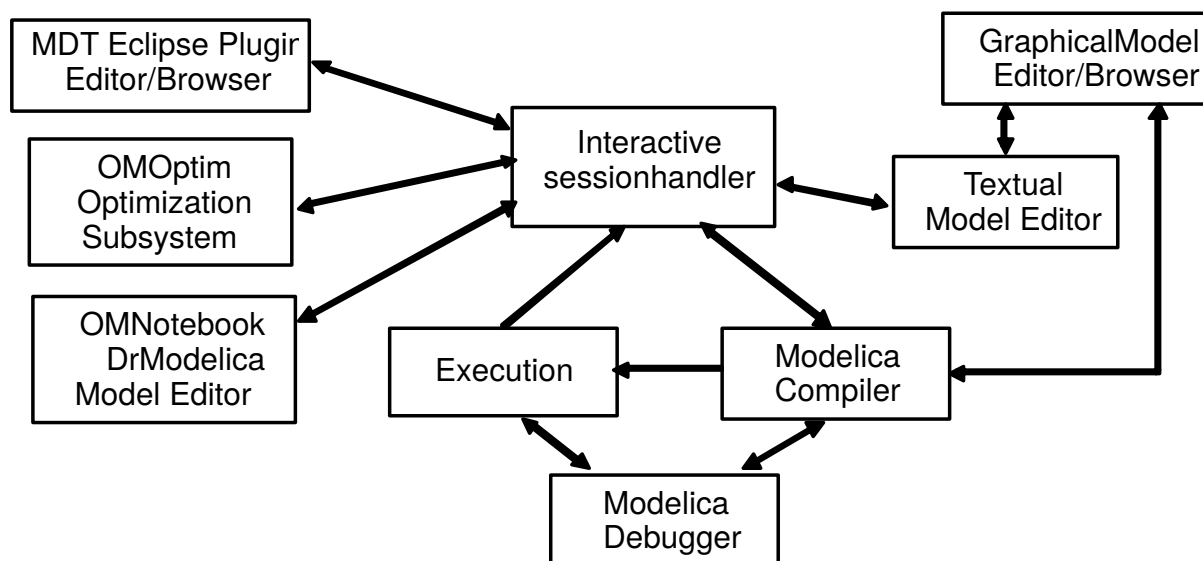 MDT Eclipse Plugin
Editor/Browser
GraphicalModel
Editor/Browser
Interactive
sessionhandler
OMOptim
Optimization
Subsystem
Textual
Model Editor
OMNotebook
DrModelica
Model Editor
Execution
Modelica
Compiler
Modelica
Debugger